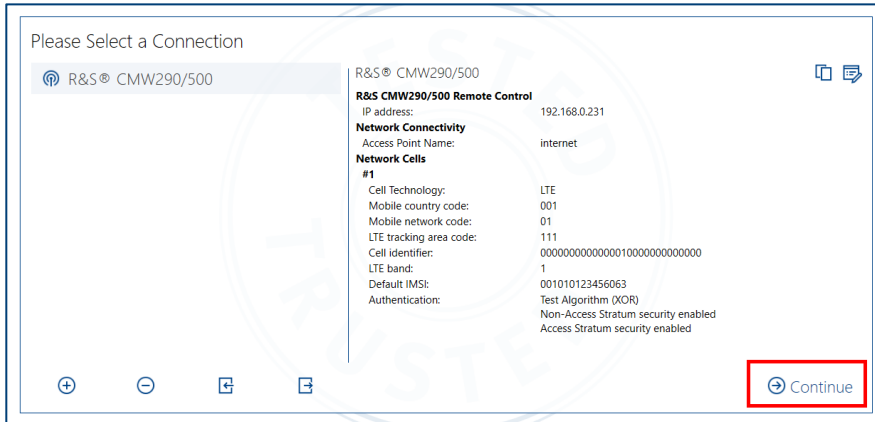 Please Select a Connection
R&S® CMW290/500
R&S® CMW290/500
R&S CMW290/500 Remote Control
IP address: 192.168.0.231
Network Connectivity
Access Point Name: internet
Network Cells
#1
Cell Technology: LTE
Mobile country code: 001
Mobile network code: 01
LTE tracking area code: 111
Cell identifier: 0000000000000010000000000000
LTE band: 1
Default IMSI: 001010123456063
Authentication: Test Algorithm (XOR)
Non-Access Stratum security enabled
Access Stratum security enabled
Continue
TESTED
TRUSTED